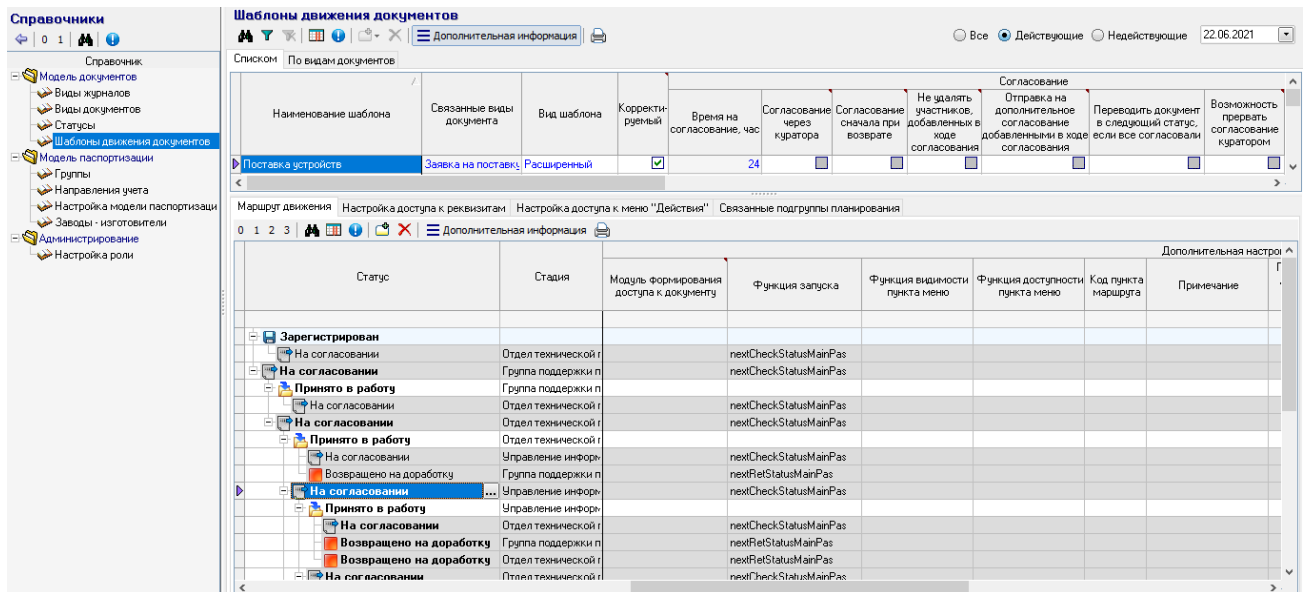 Справочники
0 1
Справочник
Модель документов
Виды журналов
Виды документов
Статусы
Шаблоны движения документов
Модель паспортизации
Группы
Направления учета
Настройка модели паспортизаци
Заводы - изготовители
Администрирование
Настройка роли
Шаблоны движения документов
Дополнительная информация
Все Действующие Недействующие 22.06.2021
Списком По видам документов
Согласование
Наименование шаблона
Связанные виды
документа
Вид шаблона
Корректи-
руемый
Время на
согласование, час
Согласование
через
куратора
Согласование
сначала при
возврате
Не удалять
участников,
добавленных в
ходе
согласования
Отправка на
дополнительное
согласование
добавленными в ходе
согласования
Переводить документ
в следующий статус,
если все согласовали
Возможность
прервать
согласование
куратором
Поставка устройств Заявка на поставку Расширенный 24
Маршрут движения Настройка доступа к реквизитам Настройка доступа к меню "Действия" Связанные подгруппы планирования
0 1 2 3 Дополнительная информация
Дополнительная настрої
Статус
Стадия
Модуль формирования
доступа к документу
Функция запуска
Функция видимости
пункта меню
Функция доступности
пункта меню
Код пункта
маршрута
Примечание
Зарегистрирован
На согласовании Отдел технической г nextCheckStatusMainPas
На согласовании Группа поддержки п nextCheckStatusMainPas
Принято в работу Группа поддержки п
На согласовании Отдел технической г nextCheckStatusMainPas
На согласовании Отдел технической г nextCheckStatusMainPas
Принято в работу Отдел технической г
На согласовании Управление информ nextCheckStatusMainPas
Возвращено на доработку Группа поддержки п nextRetStatusMainPas
На согласовании ... Управление информ nextCheckStatusMainPas
Принято в работу Управление информ
На согласовании Отдел технической г nextCheckStatusMainPas
Возвращено на доработку Группа поддержки п nextRetStatusMainPas
Возвращено на доработку Отдел технической г nextRetStatusMainPas
На согласовании Отдел технической г nextCheckStatusMainPas